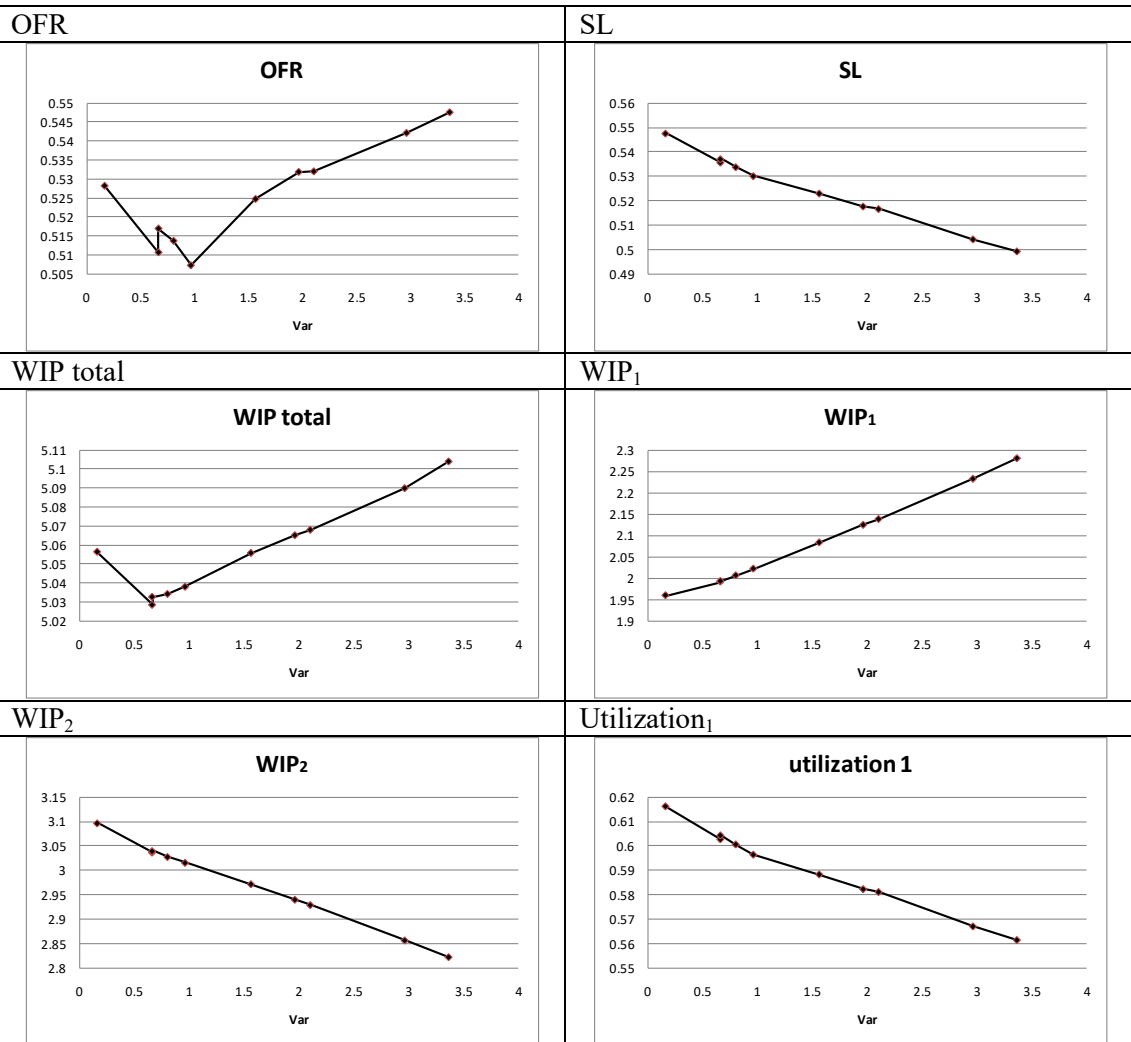 OFR
SL
OFR
0.55
0.545
0.54
0.535
0.53
0.525
0.52
0.515
0.51
0.505
0 0.5 1 1.5 2 2.5 3 3.5 4
Var
SL
0.56
0.55
0.54
0.53
0.52
0.51
0.5
0.49
0 0.5 1 1.5 2 2.5 3 3.5 4
Var
WIP total
WIP₁
WIP total
5.11
5.1
5.09
5.08
5.07
5.06
5.05
5.04
5.03
5.02
0 0.5 1 1.5 2 2.5 3 3.5 4
Var
WIP₁
2.3
2.25
2.2
2.15
2.1
2.05
2
1.95
1.9
0 0.5 1 1.5 2 2.5 3 3.5 4
Var
WIP₂
Utilization₁
WIP₂
3.15
3.1
3.05
3
2.95
2.9
2.85
2.8
0 0.5 1 1.5 2 2.5 3 3.5 4
Var
utilization 1
0.62
0.61
0.6
0.59
0.58
0.57
0.56
0.55
0 0.5 1 1.5 2 2.5 3 3.5 4
Var